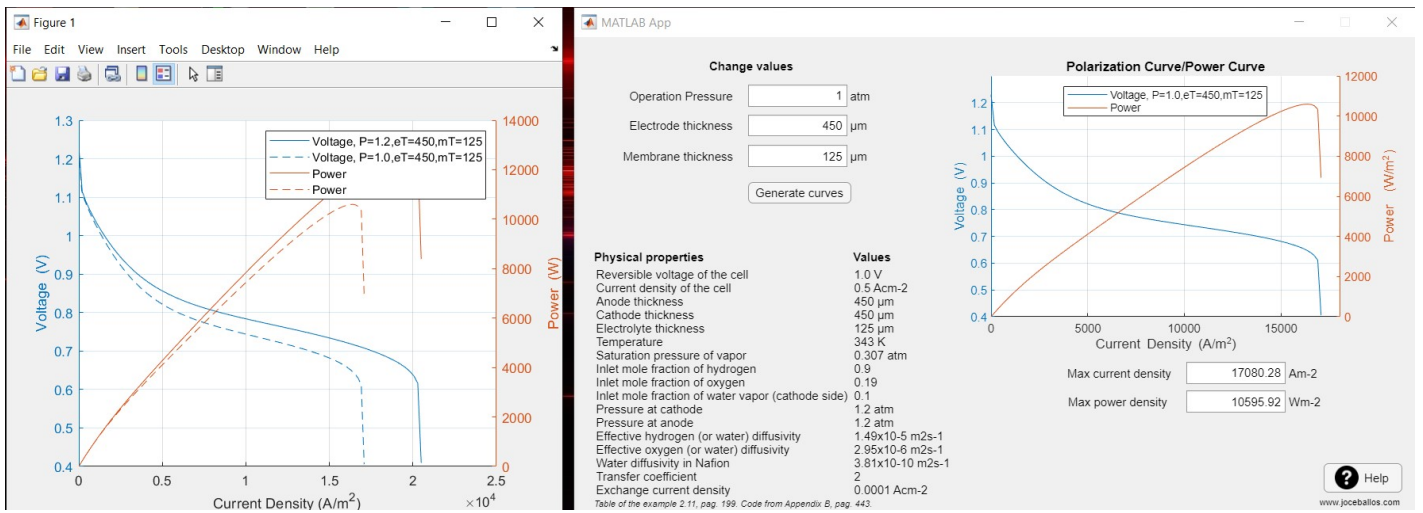 Figure 1
File Edit View Insert Tools Desktop Window Help
1.3
1.2
1.1
1
0.9
0.8
0.7
0.6
0.5
0.4
Voltage (V)
Voltage, P=1.2,eT=450,mT=125
Voltage, P=1.0,eT=450,mT=125
Power
Power
14000
12000
10000
8000
6000
4000
2000
0
Power (W)
0 0.5 1 1.5 2 2.5
×10^4
Current Density (A/m²)
MATLAB App
Change values
Operation Pressure 1 atm
Electrode thickness 450 µm
Membrane thickness 125 µm
Generate curves
Physical properties Values
Reversible voltage of the cell 1.0 V
Current density of the cell 0.5 Acm-2
Anode thickness 450 µm
Cathode thickness 450 µm
Electrolyte thickness 125 µm
Temperature 343 K
Saturation pressure of vapor 0.307 atm
Inlet mole fraction of hydrogen 0.9
Inlet mole fraction of oxygen 0.19
Inlet mole fraction of water vapor (cathode side) 0.1
Pressure at cathode 1.2 atm
Pressure at anode 1.2 atm
Effective hydrogen (or water) diffusivity 1.49x10-5 m2s-1
Effective oxygen (or water) diffusivity 2.95x10-6 m2s-1
Water diffusivity in Nafion 3.81x10-10 m2s-1
Transfer coefficient 2
Exchange current density 0.0001 Acm-2
Table of the example 2.11, pag. 199. Code from Appendix B, pag. 443.
Polarization Curve/Power Curve
Voltage, P=1.0,eT=450,mT=125
Power
1.2
1.1
1
0.9
0.8
0.7
0.6
0.5
0.4
Voltage (V)
12000
10000
8000
6000
4000
2000
0
Power (W/m²)
0 5000 10000 15000
Current Density (A/m²)
Max current density 17080.28 Am-2
Max power density 10595.92 Wm-2
? Help
www.joceballos.com